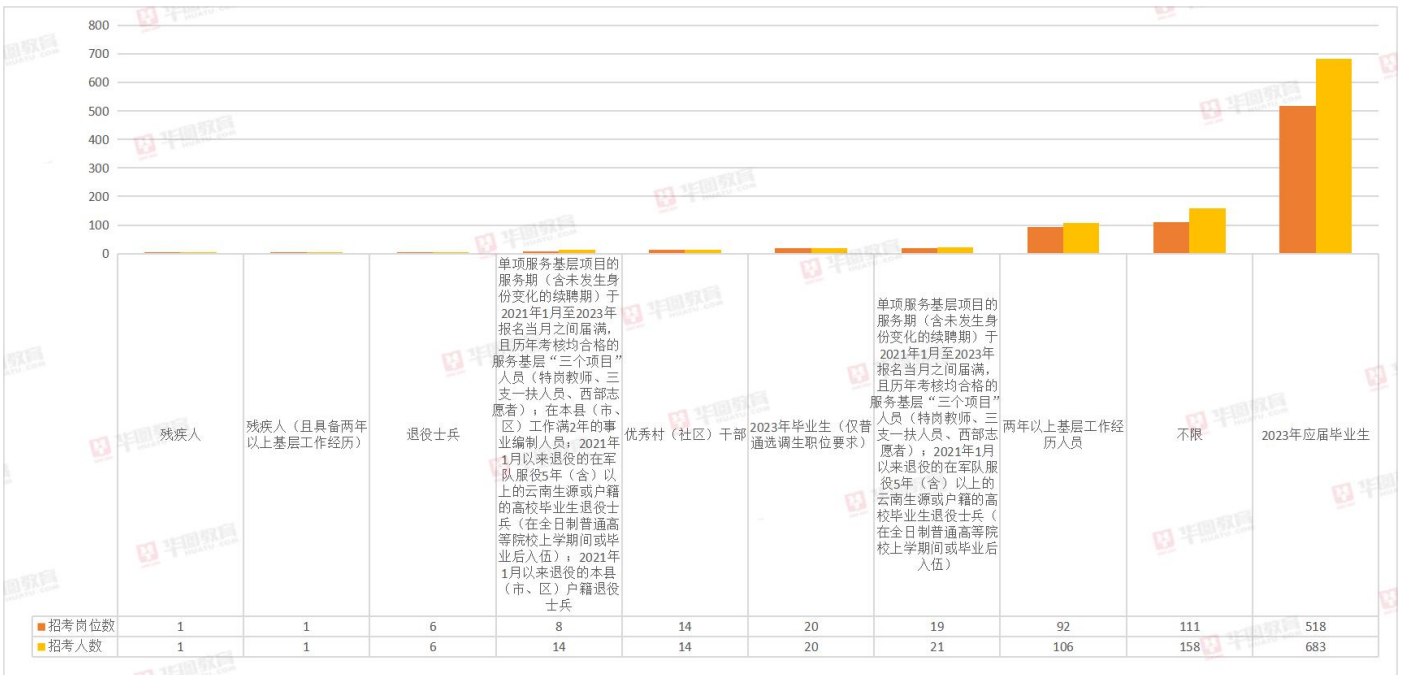 800
700
600
500
400
300
200
100
0
残疾人
残疾人（且具备两年
以上基层工作经历）
退役士兵
单项服务基层项目的
服务期（含未发生身
份变化的续聘期）于
2021年1月至2023年
报名当月之间届满，
且历年考核均合格的
服务基层“三个项目”
人员（特岗教师、三
支一扶人员、西部志
愿者）；在本县（市、
区）工作满2年的事
业编制人员；2021年
1月以来退役的在军
队服役5年（含）以
上的云南生源或户籍
的高校毕业生退役士
兵（在全日制普通高
等院校上学期间或毕
业后入伍）；2021年
1月以来退役的本县
（市、区）户籍退役
士兵
优秀村（社区）干部
2023年毕业生（仅普
通选调生职位要求）
单项服务基层项目的
服务期（含未发生身
份变化的续聘期）于
2021年1月至2023年
报名当月之间届满，
且历年考核均合格的
服务基层“三个项目”
人员（特岗教师、三
支一扶人员、西部志
愿者）；2021年1月
以来退役的在军队服
役5年（含）以上的
云南生源或户籍的高
校毕业生退役士兵（
在全日制普通高等院
校上学期间或毕业后
入伍）
两年以上基层工作经
历人员
不限
2023年应届毕业生
招考岗位数 1 1 6 8 14 20 19 92 111 518
招考人数 1 1 6 14 14 20 21 106 158 683
华图教育
HUATU.COM